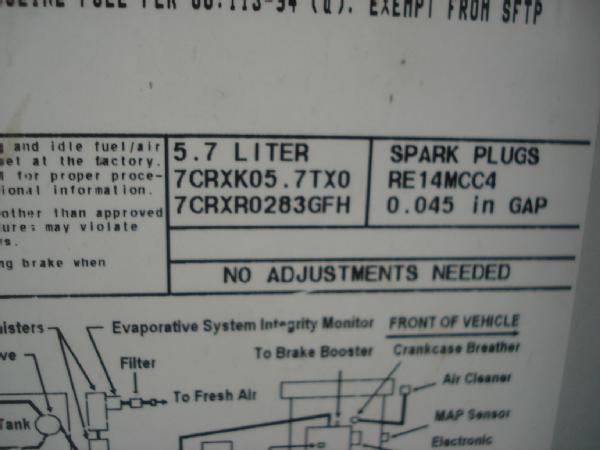 FUEL PER 86.113-94 (a). EXEMPT FROM SFTP
and idle fuel/air
set at the factory.
for proper proce-
ional information.
other than approved
may violate
s.
ng brake when
5.7 LITER
7CRXK05.7TX0
7CRXR0283GFH
SPARK PLUGS
RE14MCC4
0.045 in GAP
NO ADJUSTMENTS NEEDED
nisters
Evaporative System Integrity Monitor
FRONT OF VEHICLE
To Brake Booster
Crankcase Breather
ve
Filter
Air Cleaner
To Fresh Air
MAP Sensor
Tank
Electronic